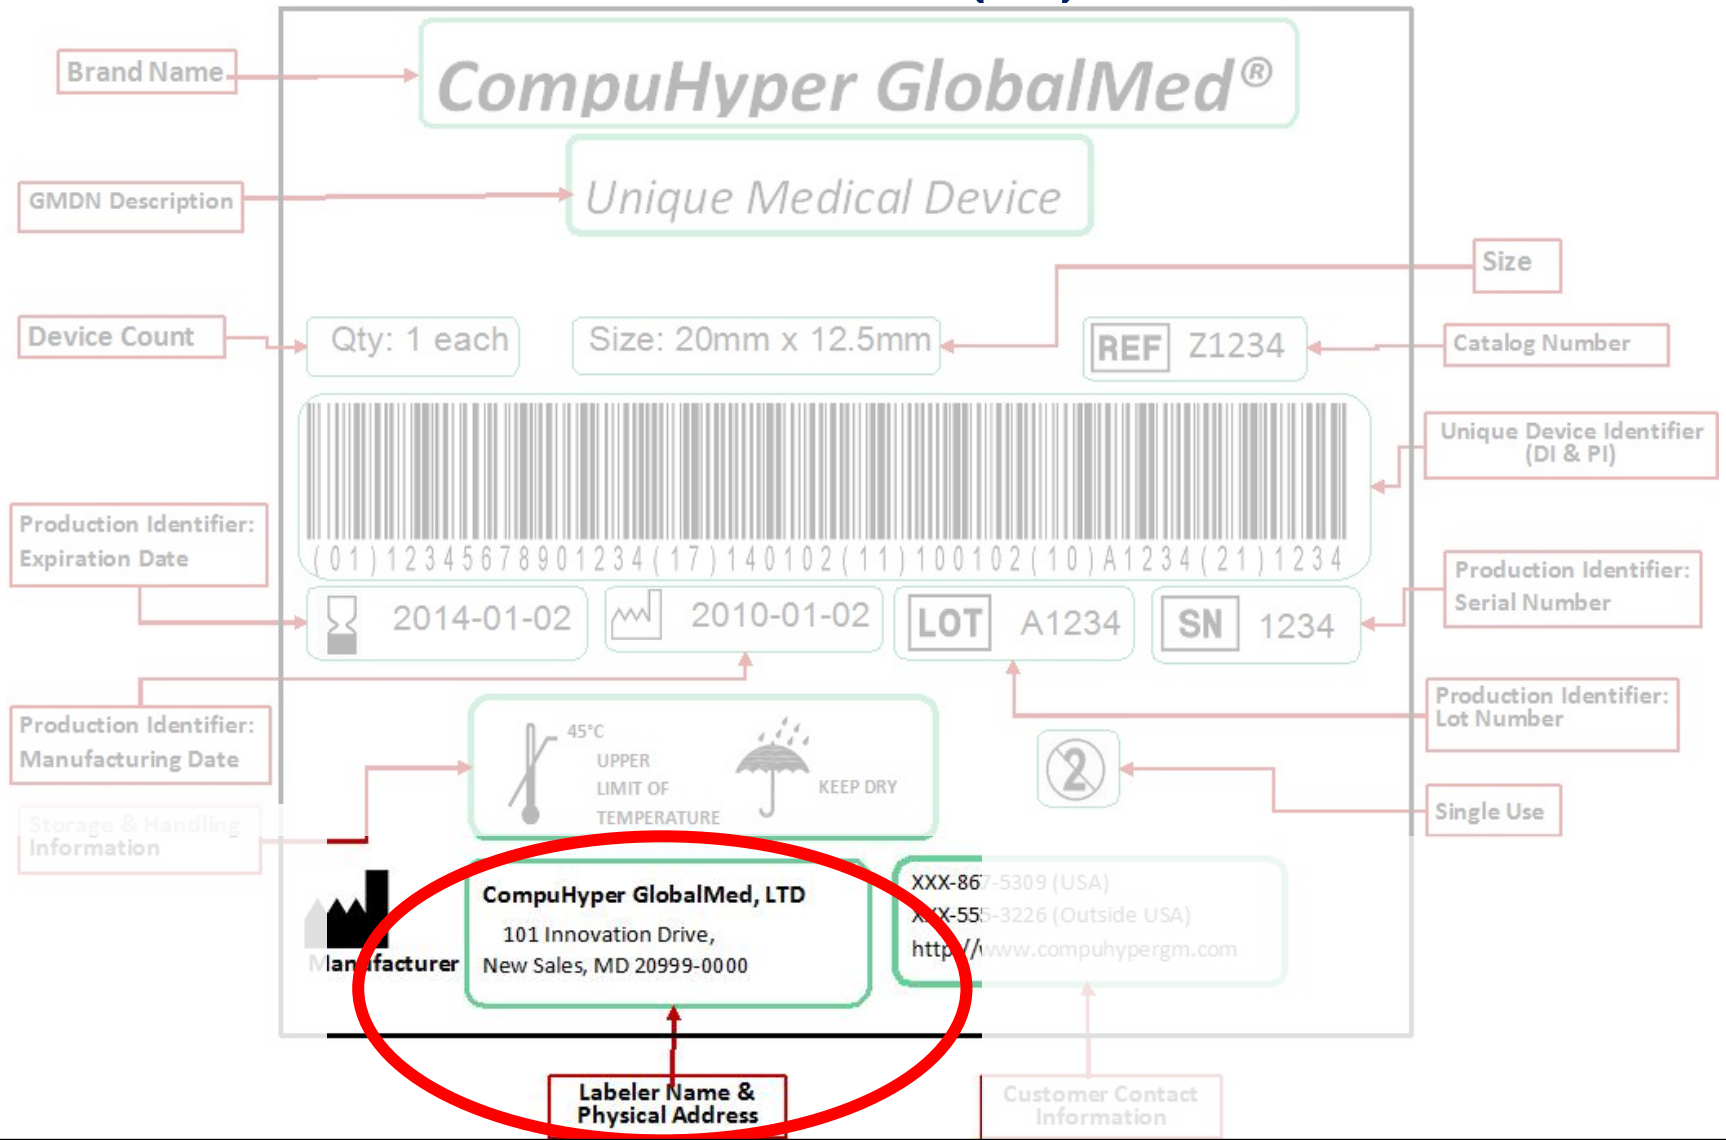 Brand Name
CompuHyper GlobalMed®
GMDN Description
Unique Medical Device
Size
Device Count
Qty: 1 each
Size: 20mm x 12.5mm
REF Z1234
Catalog Number
Unique Device Identifier
(DI & PI)
(01)12345678901234(17)140102(11)100102(10)A1234(21)1234
Production Identifier:
Expiration Date
2014-01-02
2010-01-02
LOT A1234
SN 1234
Production Identifier:
Serial Number
Production Identifier:
Manufacturing Date
45°C
UPPER
LIMIT OF
TEMPERATURE
KEEP DRY
2
Production Identifier:
Lot Number
Single Use
Storage & Handling
Information
Manufacturer
CompuHyper GlobalMed, LTD
101 Innovation Drive,
New Sales, MD 20999-0000
XXX-867-5309 (USA)
XXX-555-3226 (Outside USA)
http://www.compuhypergm.com
Labeler Name &
Physical Address
Customer Contact
Information